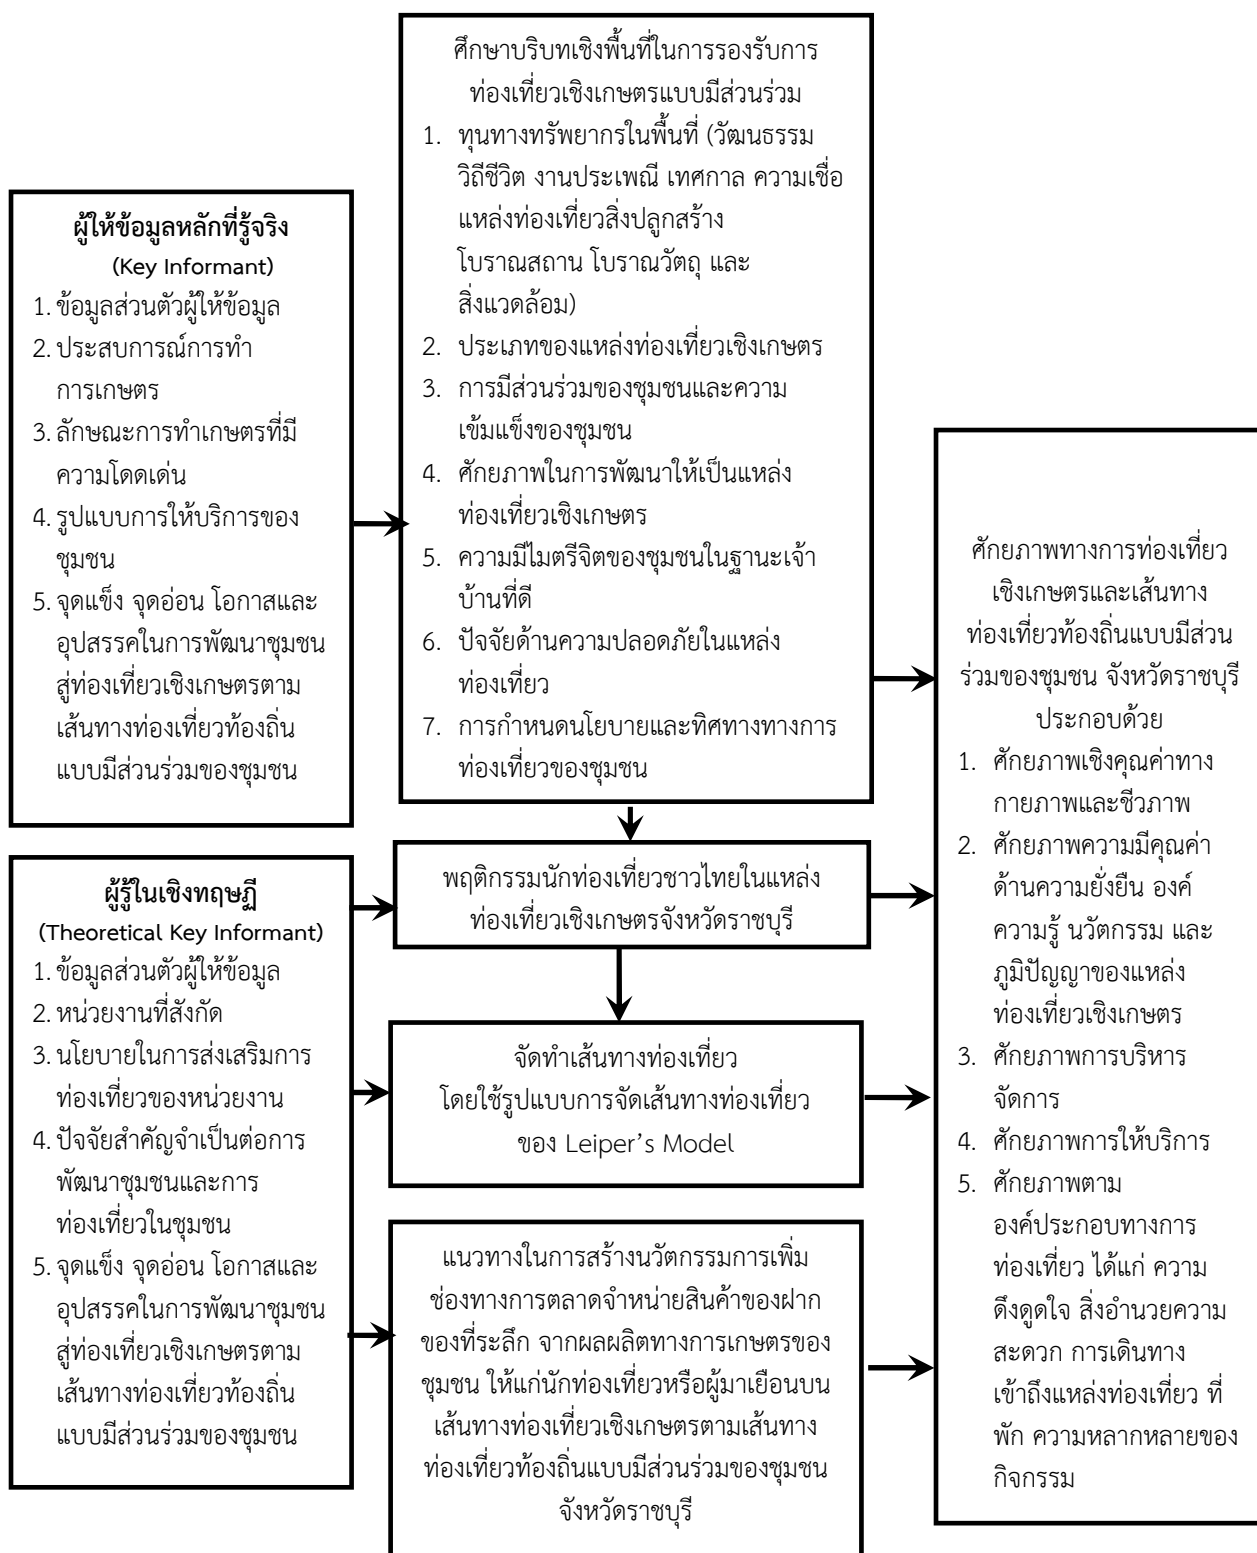 ศึกษาบริบทเชิงพื้นที่ในการรองรับการ
ท่องเที่ยวเชิงเกษตรแบบมีส่วนร่วม
1. ทุนทางทรัพยากรในพื้นที่ (วัฒนธรรม
วิถีชีวิต งานประเพณี เทศกาล ความเชื่อ
แหล่งท่องเที่ยวสิ่งปลูกสร้าง
โบราณสถาน โบราณวัตถุ และ
สิ่งแวดล้อม)
2. ประเภทของแหล่งท่องเที่ยวเชิงเกษตร
3. การมีส่วนร่วมของชุมชนและความ
เข้มแข็งของชุมชน
4. ศักยภาพในการพัฒนาให้เป็นแหล่ง
ท่องเที่ยวเชิงเกษตร
5. ความมีไมตรีจิตของชุมชนในฐานะเจ้า
บ้านที่ดี
6. ปัจจัยด้านความปลอดภัยในแหล่ง
ท่องเที่ยว
7. การกำหนดนโยบายและทิศทางทางการ
ท่องเที่ยวของชุมชน
ผู้ให้ข้อมูลหลักที่รู้จริง
(Key Informant)
1. ข้อมูลส่วนตัวผู้ให้ข้อมูล
2. ประสบการณ์การทำ
การเกษตร
3. ลักษณะการทำเกษตรที่มี
ความโดดเด่น
4. รูปแบบการให้บริการของ
ชุมชน
5. จุดแข็ง จุดอ่อน โอกาสและ
อุปสรรคในการพัฒนาชุมชน
สู่ท่องเที่ยวเชิงเกษตรตาม
เส้นทางท่องเที่ยวท้องถิ่น
แบบมีส่วนร่วมของชุมชน
ผู้รู้ในเชิงทฤษฏี
(Theoretical Key Informant)
1. ข้อมูลส่วนตัวผู้ให้ข้อมูล
2. หน่วยงานที่สังกัด
3. นโยบายในการส่งเสริมการ
ท่องเที่ยวของหน่วยงาน
4. ปัจจัยสำคัญจำเป็นต่อการ
พัฒนาชุมชนและการ
ท่องเที่ยวในชุมชน
5. จุดแข็ง จุดอ่อน โอกาสและ
อุปสรรคในการพัฒนาชุมชน
สู่ท่องเที่ยวเชิงเกษตรตาม
เส้นทางท่องเที่ยวท้องถิ่น
แบบมีส่วนร่วมของชุมชน
พฤติกรรมนักท่องเที่ยวชาวไทยในแหล่ง
ท่องเที่ยวเชิงเกษตรจังหวัดราชบุรี
จัดทำเส้นทางท่องเที่ยว
โดยใช้รูปแบบการจัดเส้นทางท่องเที่ยว
ของ Leiper’s Model
แนวทางในการสร้างนวัตกรรมการเพิ่ม
ช่องทางการตลาดจำหน่ายสินค้าของฝาก
ของที่ระลึก จากผลผลิตทางการเกษตรของ
ชุมชน ให้แก่นักท่องเที่ยวหรือผู้มาเยือนบน
เส้นทางท่องเที่ยวเชิงเกษตรตามเส้นทาง
ท่องเที่ยวท้องถิ่นแบบมีส่วนร่วมของชุมชน
จังหวัดราชบุรี
ศักยภาพทางการท่องเที่ยว
เชิงเกษตรและเส้นทาง
ท่องเที่ยวท้องถิ่นแบบมีส่วน
ร่วมของชุมชน จังหวัดราชบุรี
ประกอบด้วย
1. ศักยภาพเชิงคุณค่าทาง
กายภาพและชีวภาพ
2. ศักยภาพความมีคุณค่า
ด้านความยั่งยืน องค์
ความรู้ นวัตกรรม และ
ภูมิปัญญาของแหล่ง
ท่องเที่ยวเชิงเกษตร
3. ศักยภาพการบริหาร
จัดการ
4. ศักยภาพการให้บริการ
5. ศักยภาพตาม
องค์ประกอบทางการ
ท่องเที่ยว ได้แก่ ความ
ดึงดูดใจ สิ่งอำนวยความ
สะดวก การเดินทาง
เข้าถึงแหล่งท่องเที่ยว ที่
พัก ความหลากหลายของ
กิจกรรม